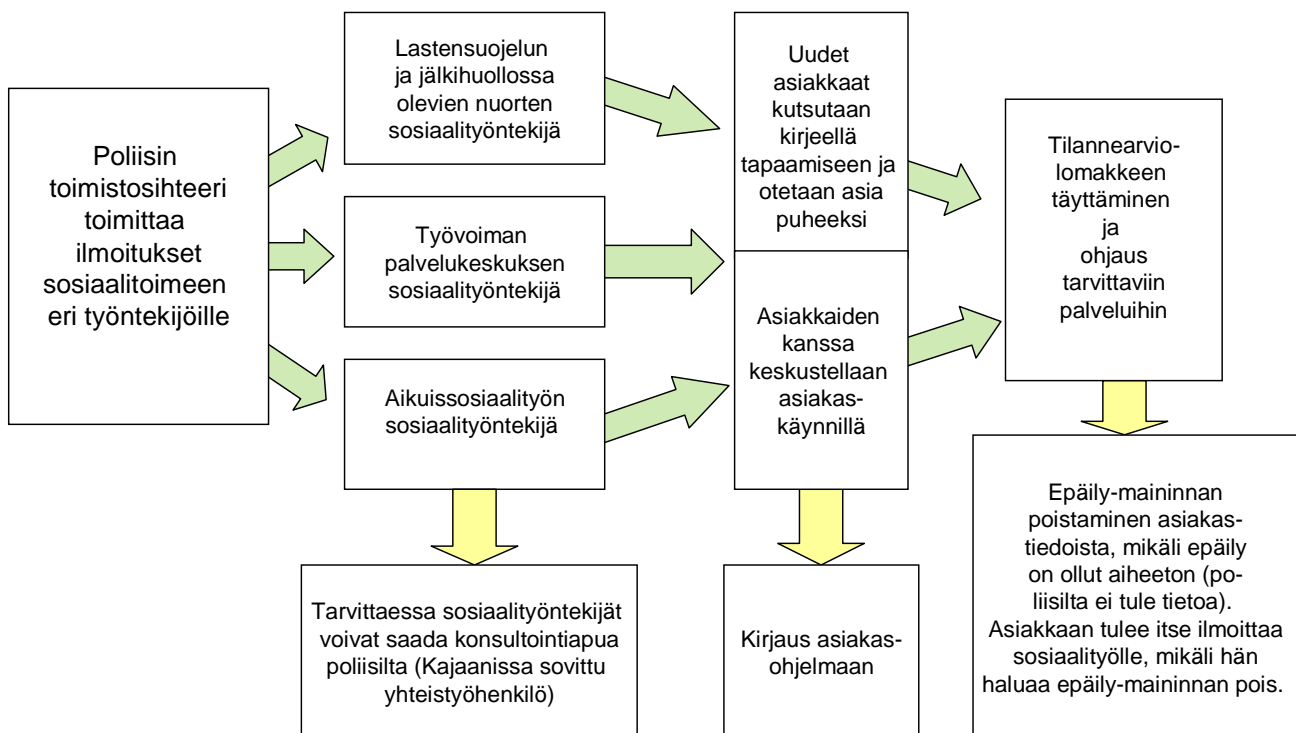 Poliisin
toimistosihteeri
toimittaa
ilmoitukset
sosiaalitoimeen
eri työntekijöille
Lastensuojelun
ja jälkihuollossa
olevien nuorten
sosiaalityöntekijä
Työvoiman
palvelukeskuksen
sosiaalityöntekijä
Aikuissosiaalityön
sosiaalityöntekijä
Tarvittaessa sosiaalityöntekijät
voivat saada konsultointiapua
poliisilta (Kajaanissa sovittu
yhteistyöhenkilö)
Uudet
asiakkaat
kutsutaan
kirjeellä
tapaamiseen ja
otetaan asia
puheeksi
Asiakkaiden
kanssa
keskustellaan
asiakas-
käynnillä
Kirjaus asiakas-
ohjelmaan
Tilannearvio-
lomakkeen
täyttäminen
ja
ohjaus
tarvittaviin
palveluihin
Epäily-maininnan
poistaminen asiakas-
tiedoista, mikäli epäily
on ollut aiheeton (po-
liisilta ei tule tietoa).
Asiakkaan tulee itse ilmoittaa
sosiaalityölle, mikäli hän
haluaa epäily-maininnan pois.